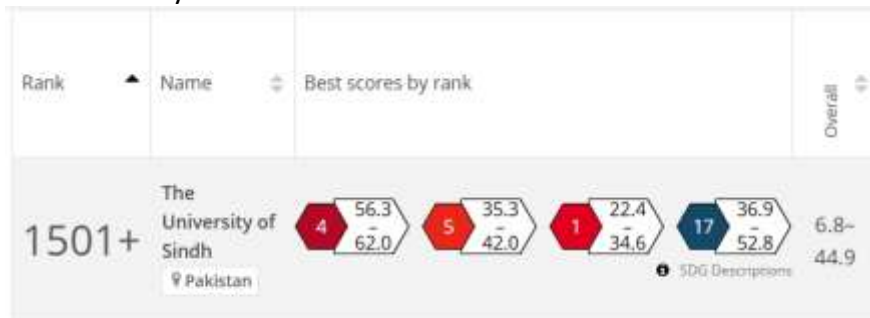 Rank Name Best scores by rank Overall
1501+
The
University of
Sindh
Pakistan
4 56.3
–
62.0
5 35.3
–
42.0
1 22.4
–
34.6
17 36.9
–
52.8
SDG Descriptions
6.8–
44.9